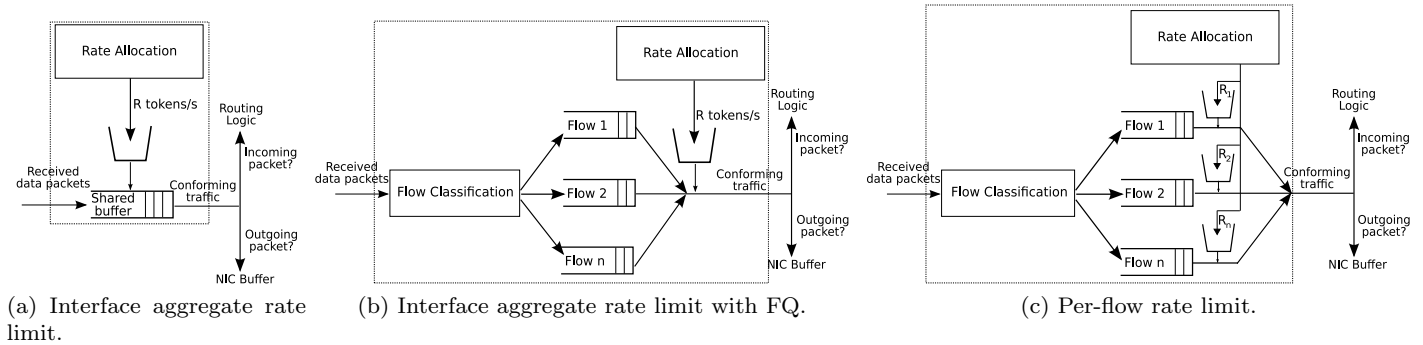 Rate Allocation
R tokens/s
Routing
Logic
Incoming
packet?
Received
data packets
Shared
buffer
Conforming
traffic
Outgoing
packet?
NIC Buffer
(a) Interface aggregate rate
limit.
Rate Allocation
R tokens/s
Routing
Logic
Flow 1
Incoming
packet?
Received
data packets
Flow Classification
Flow 2
Conforming
traffic
Outgoing
packet?
Flow n
NIC Buffer
(b) Interface aggregate rate limit with FQ.
Rate Allocation
R1
Routing
Logic
Flow 1
Incoming
packet?
R2
Received
data packets
Flow Classification
Flow 2
Conforming
traffic
Rn
Outgoing
packet?
Flow n
NIC Buffer
(c) Per-flow rate limit.